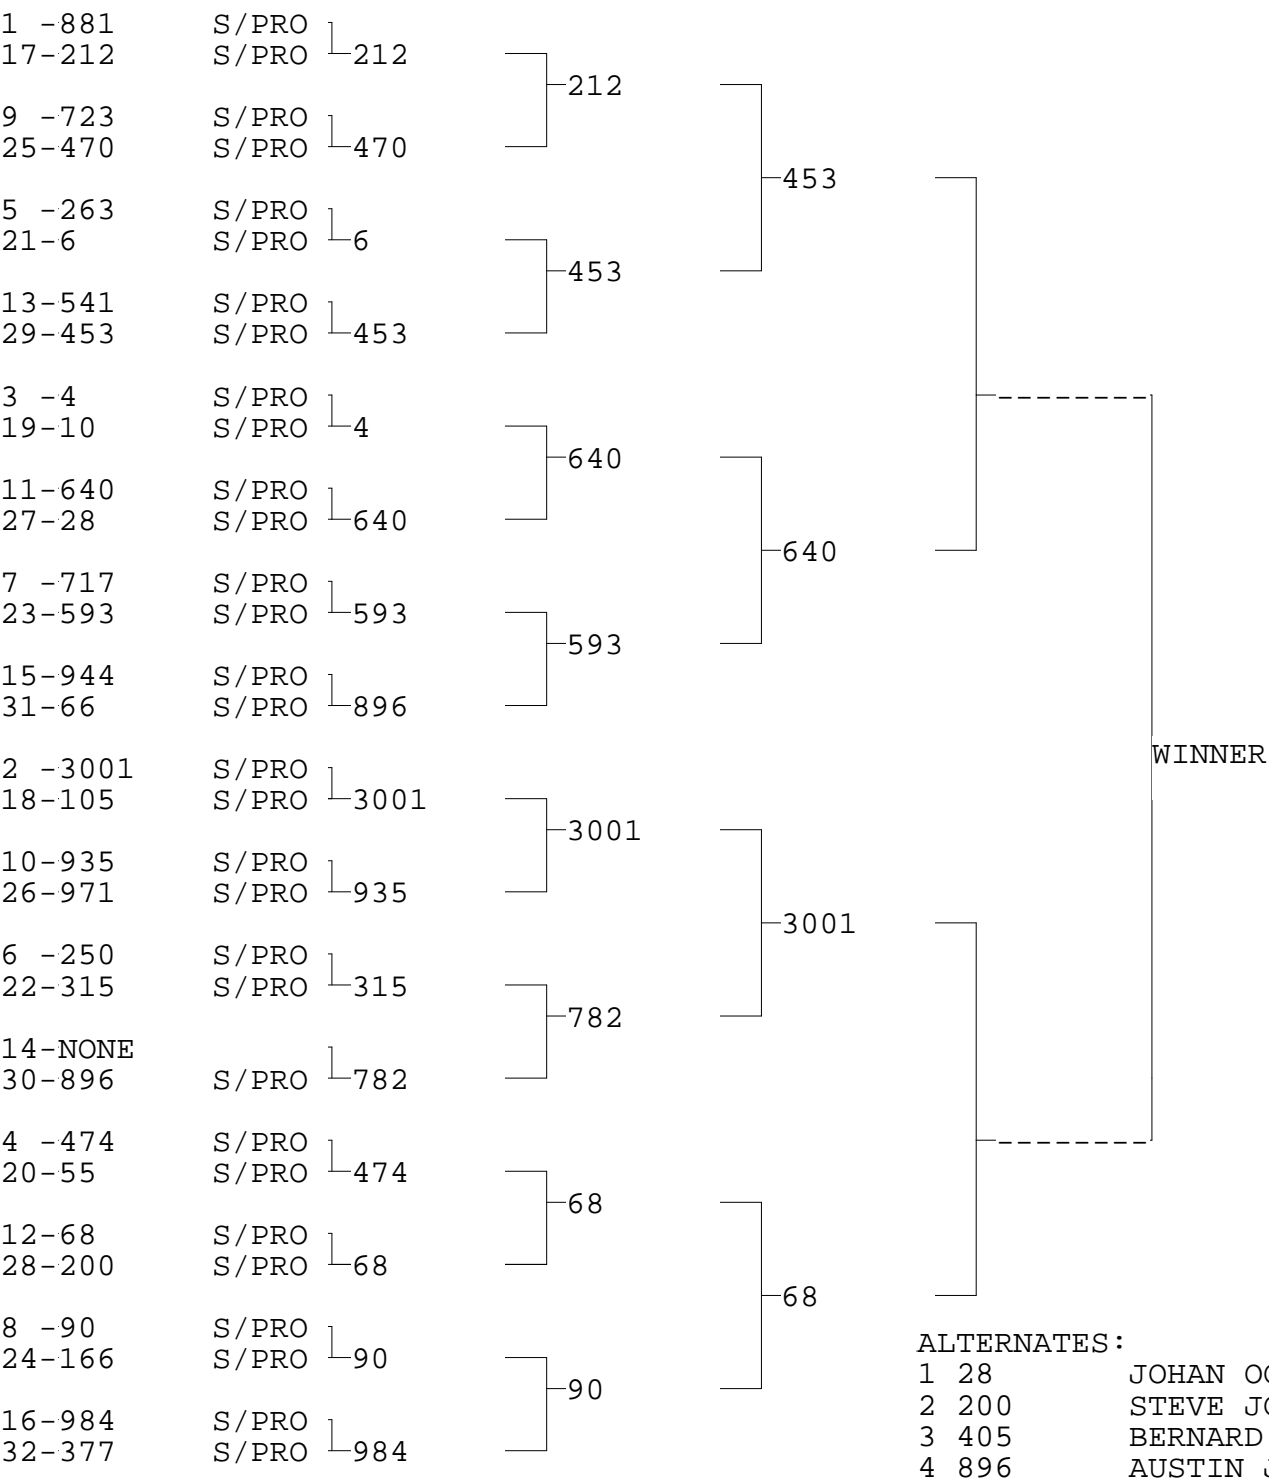 1 -881 S/PRO
17-212 S/PRO 212
212
9 -723 S/PRO
25-470 S/PRO 470
453
5 -263 S/PRO
21-6 S/PRO 6
453
13-541 S/PRO
29-453 S/PRO 453
3 -4 S/PRO
19-10 S/PRO 4
640
11-640 S/PRO
27-28 S/PRO 640
640
7 -717 S/PRO
23-593 S/PRO 593
593
15-944 S/PRO
31-66 S/PRO 896
WINNER
2 -3001 S/PRO
18-105 S/PRO 3001
3001
10-935 S/PRO
26-971 S/PRO 935
3001
6 -250 S/PRO
22-315 S/PRO 315
782
14-NONE
30-896 S/PRO 782
4 -474 S/PRO
20-55 S/PRO 474
68
12-68 S/PRO
28-200 S/PRO 68
68
8 -90 S/PRO
24-166 S/PRO 90
90
16-984 S/PRO
32-377 S/PRO 984
ALTERNATES:
1 28 JOHAN
2 200 STEVE
3 405 BERNARD
4 896 AUSTIN